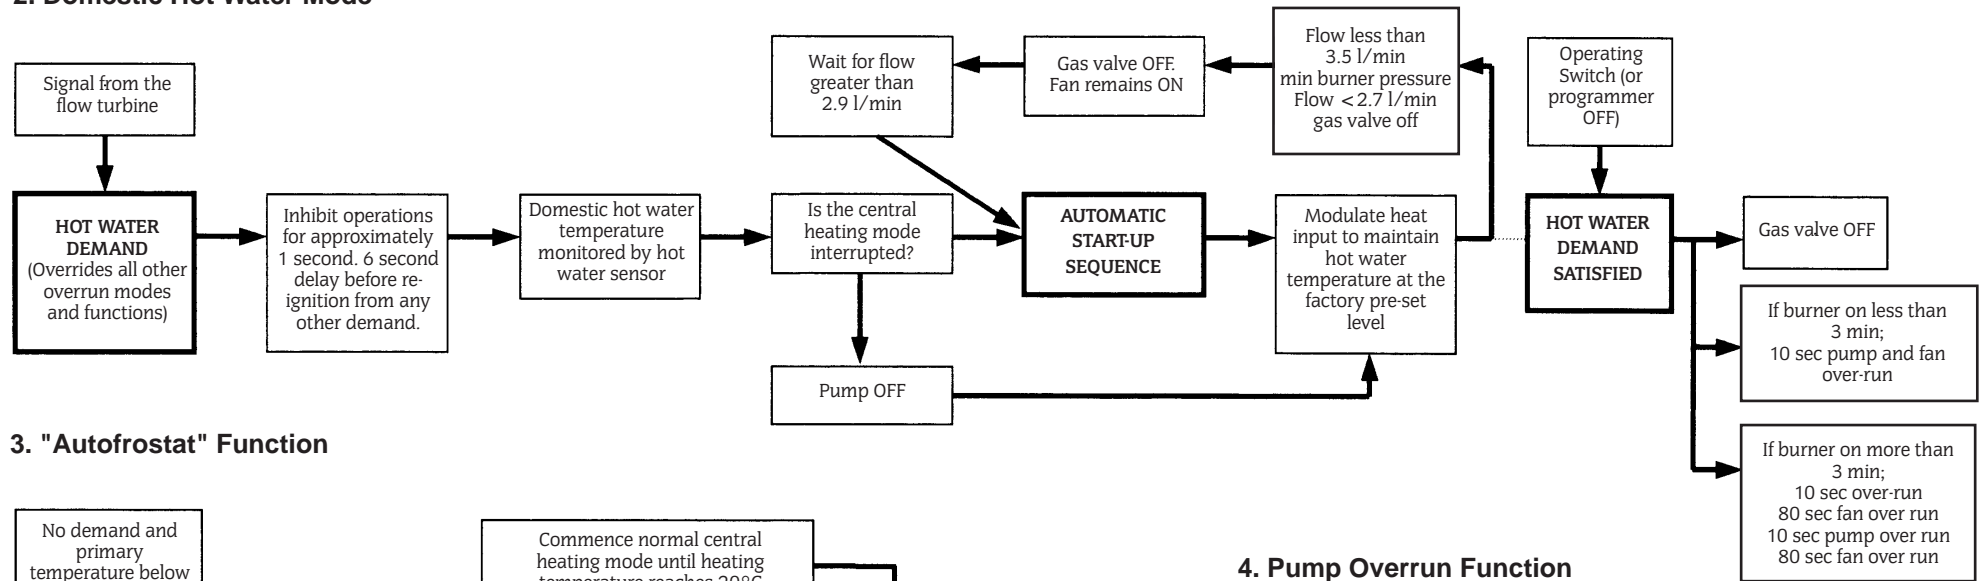 2. Domestic Hot Water Mode
Signal from the
flow turbine
HOT WATER
DEMAND
(Overrides all other
overrun modes
and functions)
Inhibit operations
for approximately
1 second. 6 second
delay before re-
ignition from any
other demand.
Domestic hot water
temperature
monitored by hot
water sensor
Is the central
heating mode
interrupted?
Pump OFF
Wait for flow
greater than
2.9 l/min
Gas valve OFF.
Fan remains ON
Flow less than
3.5 l/min
min burner pressure
Flow <2.7 l/min
gas valve off
AUTOMATIC
START-UP
SEQUENCE
Modulate heat
input to maintain
hot water
temperature at the
factory pre-set
level
Operating
Switch (or
programmer
OFF)
HOT WATER
DEMAND
SATISFIED
Gas valve OFF
If burner on less than
3 min;
10 sec pump and fan
over-run
If burner on more than
3 min;
10 sec over-run
80 sec fan over run
10 sec pump over run
80 sec fan over run
3. "Autofrostat" Function
No demand and
primary
temperature below
Commence normal central
heating mode until heating
temperature reaches 20°C
4. Pump Overrun Function